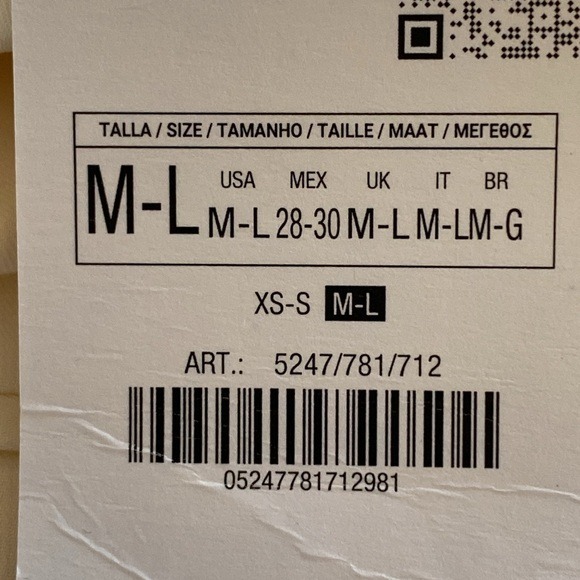 TALLA / SIZE / TAMANHO / TAILLE / MAAT / ΜΕΓΕΘΟΣ
USA MEX UK IT BR
M-L M-L 28-30 M-L M-L M-G
XS-S M-L
ART.: 5247/781/712
05247781712981